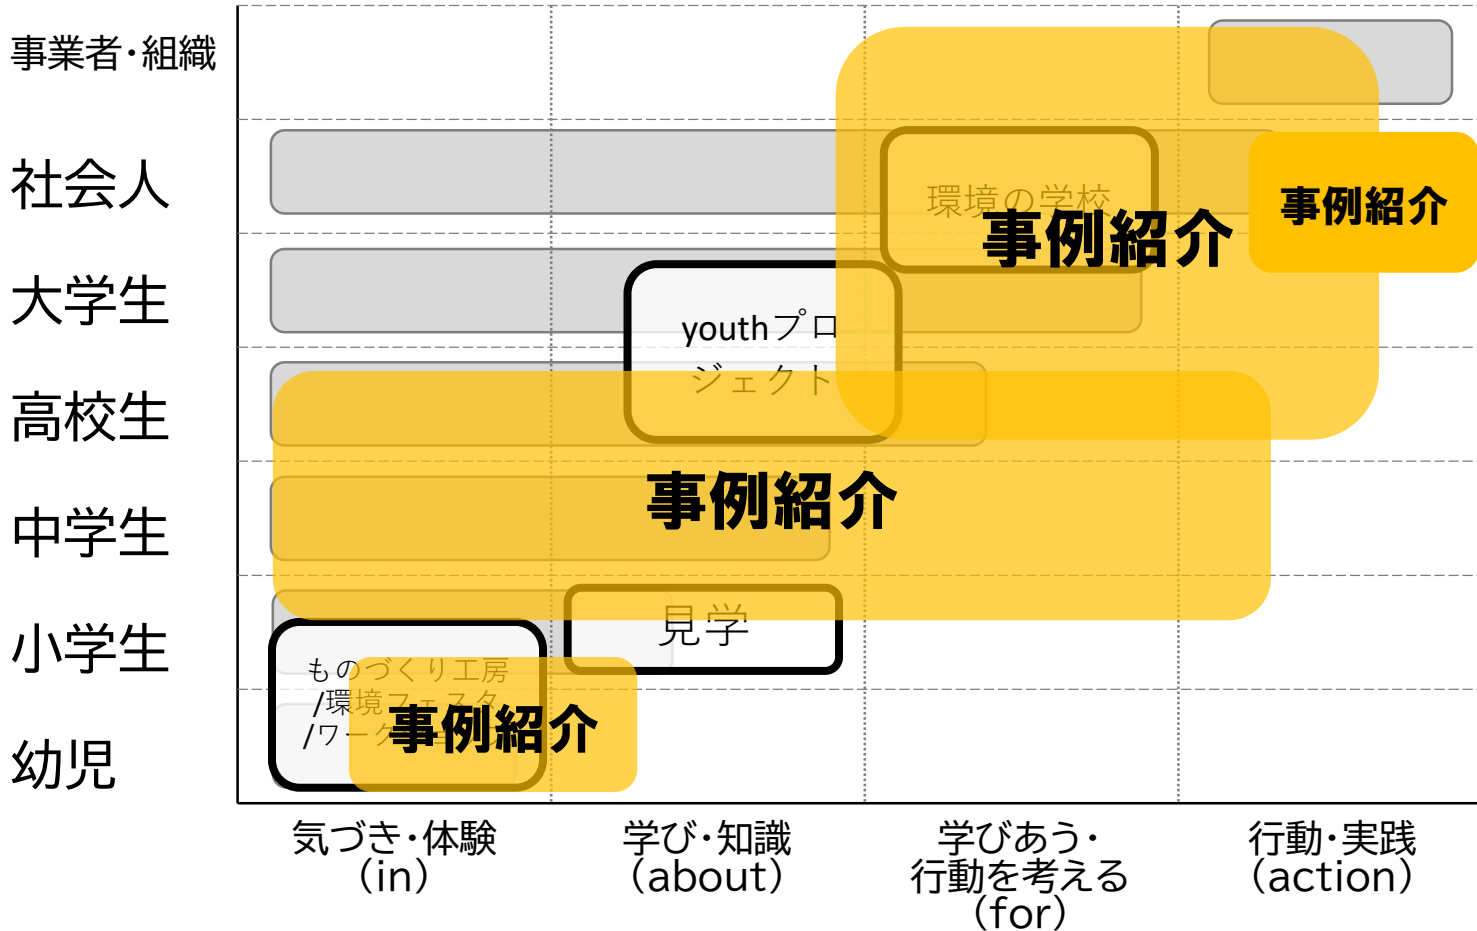 事業者・組織
社会人
環境の学校
事例紹介
事例紹介
大学生
youthプロ
ジェクト
高校生
事例紹介
中学生
小学生
見学
ものづくり工房
/環境フェスタ
/ワーク
事例紹介
幼児
気づき・体験
(in)
学び・知識
(about)
学びあう・
行動を考える
(for)
行動・実践
(action)